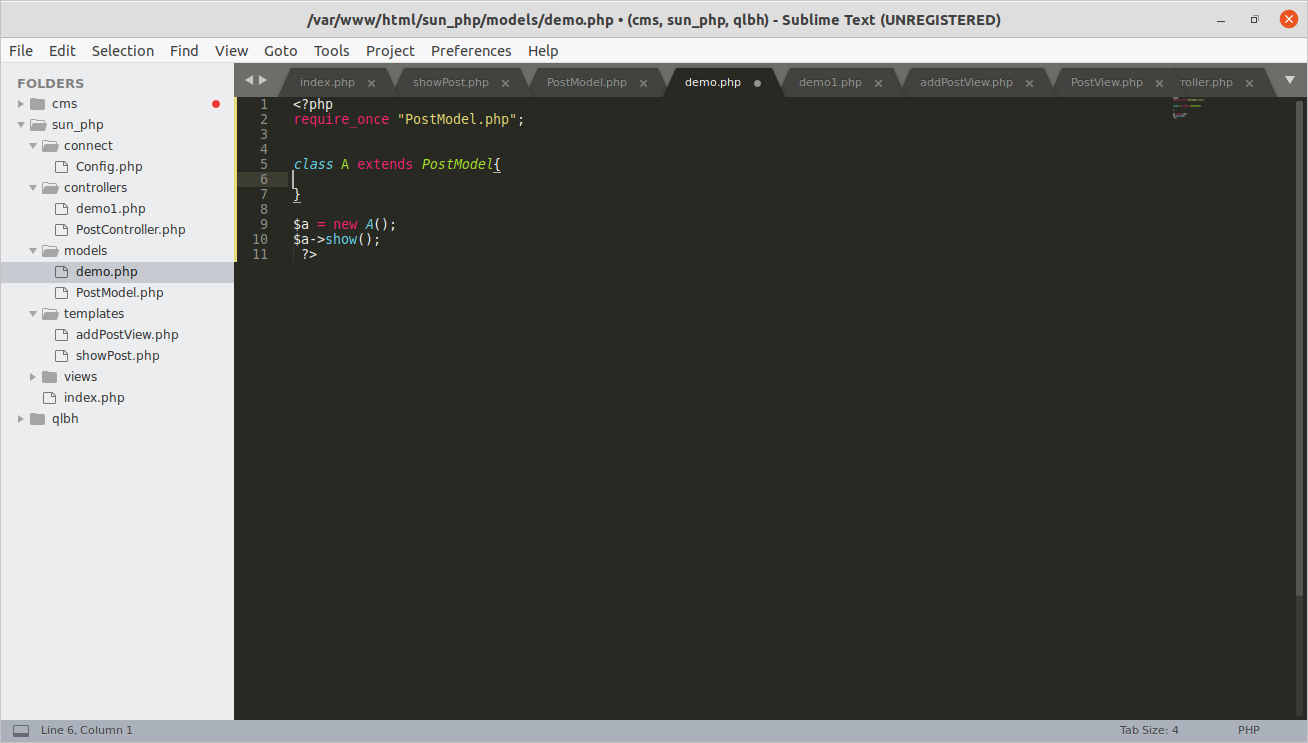 /var/www/html/sun_php/models/demo.php • (cms, sun_php, qlbh) - Sublime Text (UNREGISTERED)
File Edit Selection Find View Goto Tools Project Preferences Help
FOLDERS
cms
sun_php
connect
Config.php
controllers
demo1.php
PostController.php
models
demo.php
PostModel.php
templates
addPostView.php
showPost.php
views
index.php
qlbh
index.php showPost.php PostModel.php demo.php demo1.php addPostView.php PostView.php roller.php
1 <?php
2 require_once "PostModel.php";
3
4
5 class A extends PostModel{
6
7 }
8
9 $a = new A();
10 $a->show();
11 ?>
Line 6, Column 1 Tab Size: 4 PHP